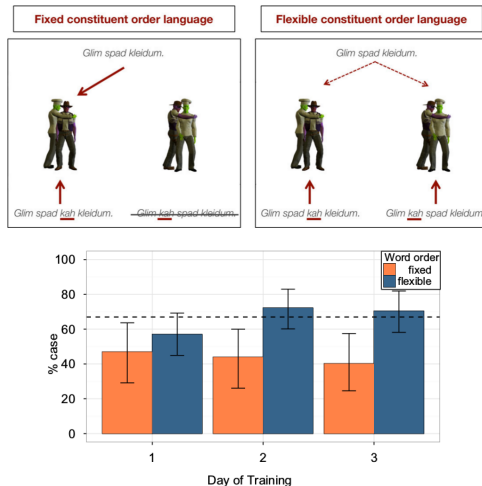 Fixed constituent order language
Flexible constituent order language
Glim spad kleidum.
Glim spad kleidum.
Glim spad kah kleidum.
Glim kah spad kleidum.
Glim spad kah kleidum.
Glim kah spad kleidum.
Word order
fixed
flexible
100
80
60
40
20
0
% case
1
2
3
Day of Training